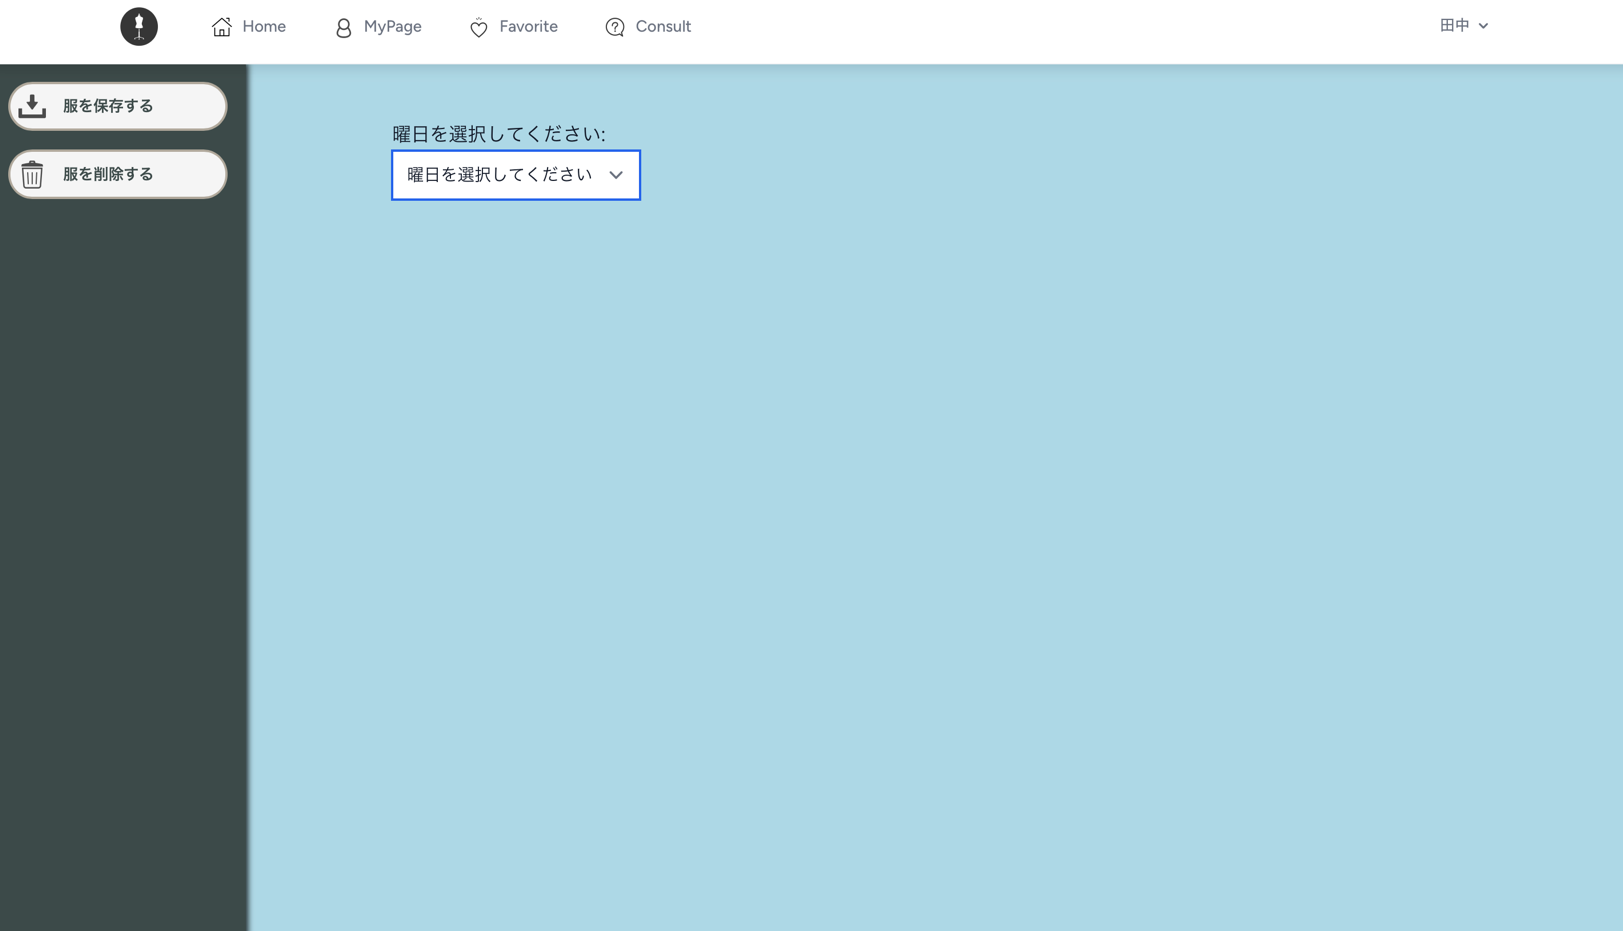 Home MyPage Favorite Consult 田中
服を保存する
服を削除する
曜日を選択してください:
曜日を選択してください